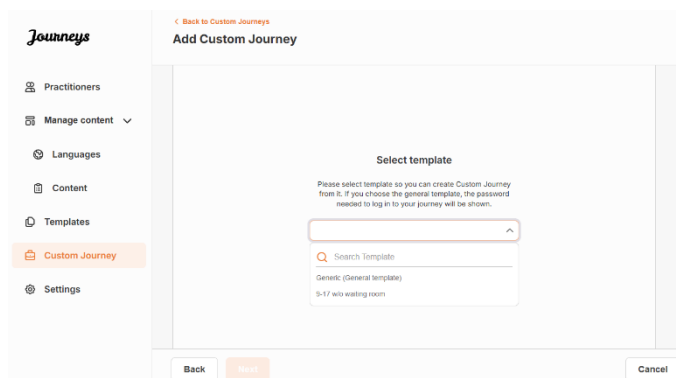 Journeys
< Back to Custom Journeys
Add Custom Journey
Practitioners
Manage content
Languages
Content
Templates
Custom Journey
Settings
Select template
Please select template so you can create Custom Journey
from it. If you choose the general template, the password
needed to log in to your journey will be shown.
Search Template
Generic (General template)
5-17 w/o waiting room
Back
Next
Cancel